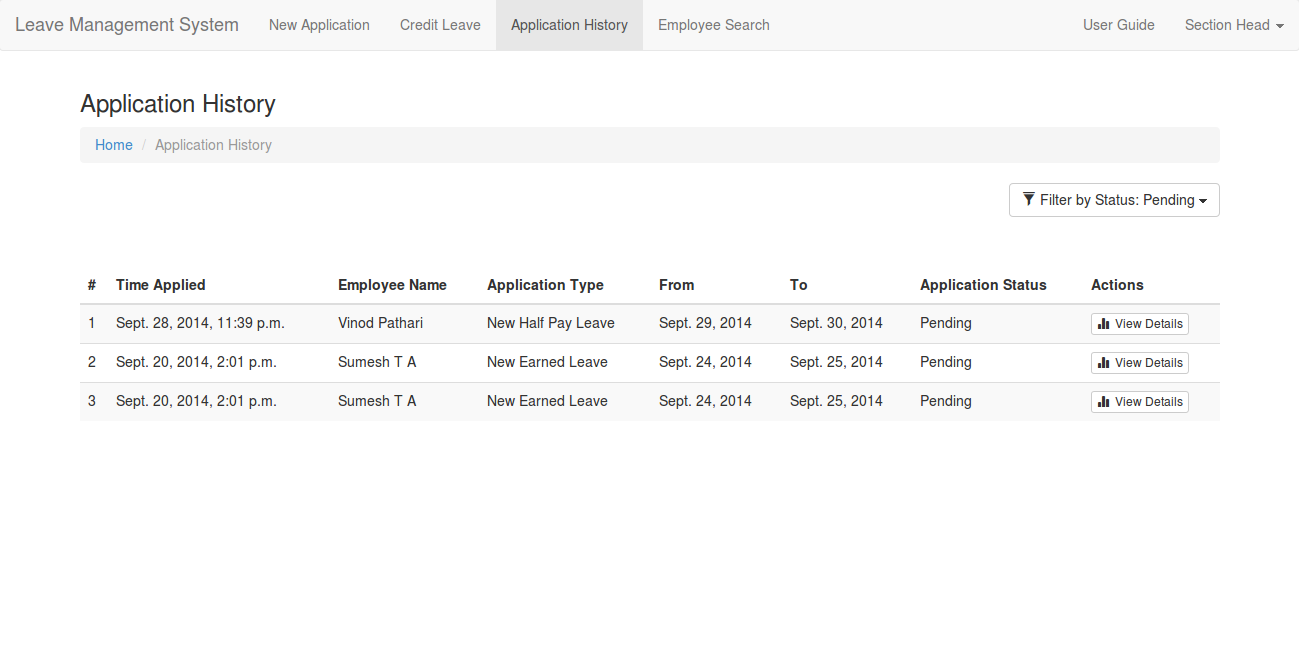 Leave Management System New Application Credit Leave Application History Employee Search User Guide Section Head
Application History
Home / Application History
Filter by Status: Pending
# Time Applied Employee Name Application Type From To Application Status Actions
1 Sept. 28, 2014, 11:39 p.m. Vinod Pathari New Half Pay Leave Sept. 29, 2014 Sept. 30, 2014 Pending View Details
2 Sept. 20, 2014, 2:01 p.m. Sumesh T A New Earned Leave Sept. 24, 2014 Sept. 25, 2014 Pending View Details
3 Sept. 20, 2014, 2:01 p.m. Sumesh T A New Earned Leave Sept. 24, 2014 Sept. 25, 2014 Pending View Details